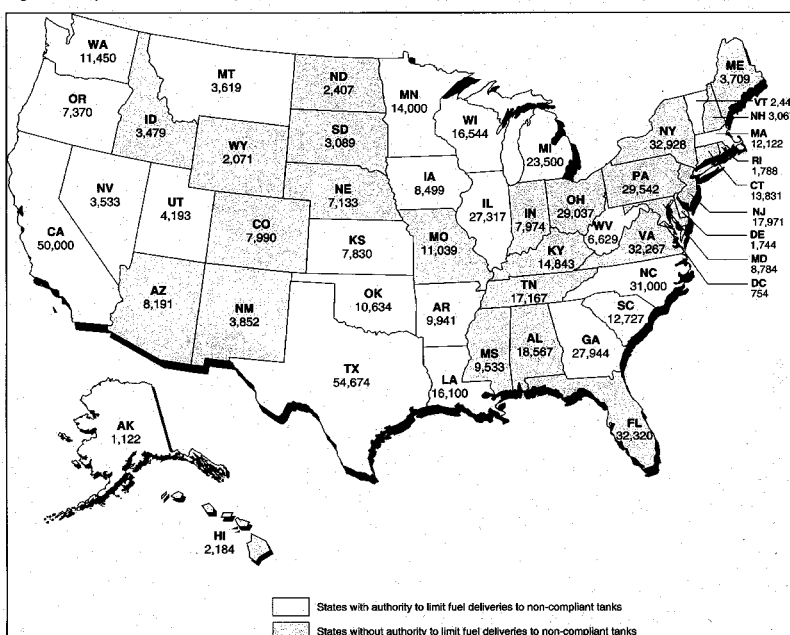 WA
11,450
MT
3,619
ND
2,407
MN
14,000
ME
3,709
OR
7,370
ID
3,479
SD
3,089
WI
16,544
MI
23,500
NY
32,928
VT 2,44
NH 3,06
MA
12,122
RI
1,788
CT
13,831
NJ
17,971
DE
1,744
MD
8,784
DC
754
WY
2,071
IA
8,499
NE
7,133
PA
29,542
NV
3,533
UT
4,193
CO
7,990
IL
27,317
IN
7,974
OH
29,037
WV
6,629
VA
32,267
CA
50,000
KS
7,830
MO
11,039
KY
14,843
NC
31,000
TN
17,167
SC
12,727
AZ
8,191
NM
3,852
OK
10,634
AR
9,941
MS
9,533
AL
18,567
GA
27,944
TX
54,674
LA
16,100
FL
32,320
AK
1,122
HI
2,184
States with authority to limit fuel deliveries to non-compliant tanks
States without authority to limit fuel deliveries to non-compliant tanks